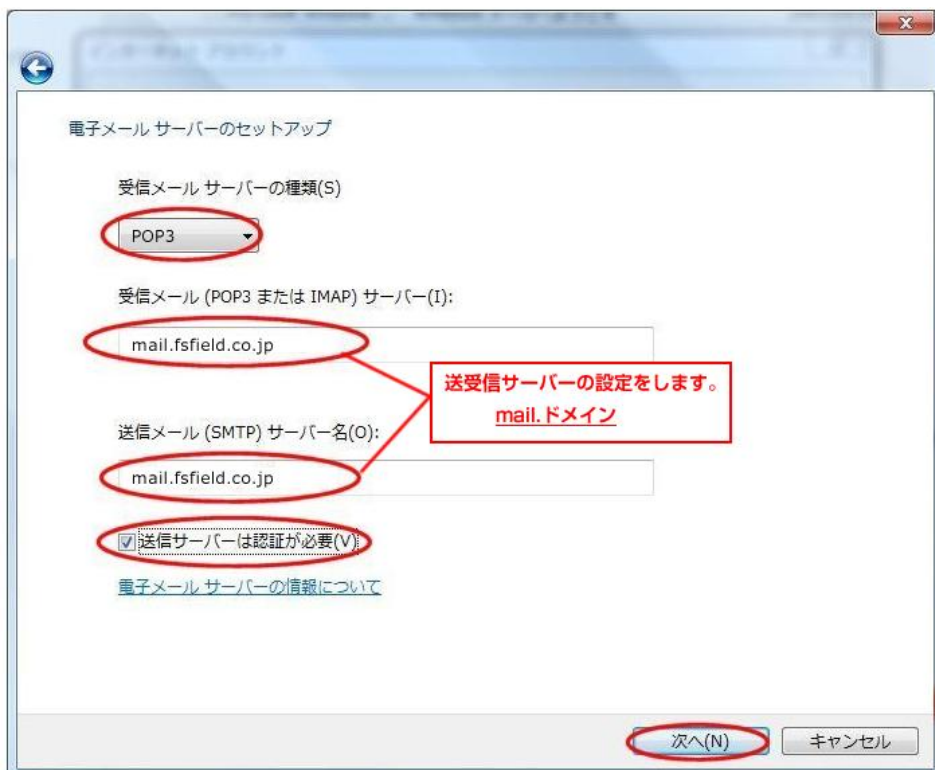 電子メール サーバーのセットアップ
受信メール サーバーの種類(S)
POP3
受信メール (POP3 または IMAP) サーバー(I):
mail.fsfield.co.jp
送受信サーバーの設定をします。
mail.ドメイン
送信メール (SMTP) サーバー名(O):
mail.fsfield.co.jp
送信サーバーは認証が必要(V)
電子メール サーバーの情報について
次へ(N)
キャンセル